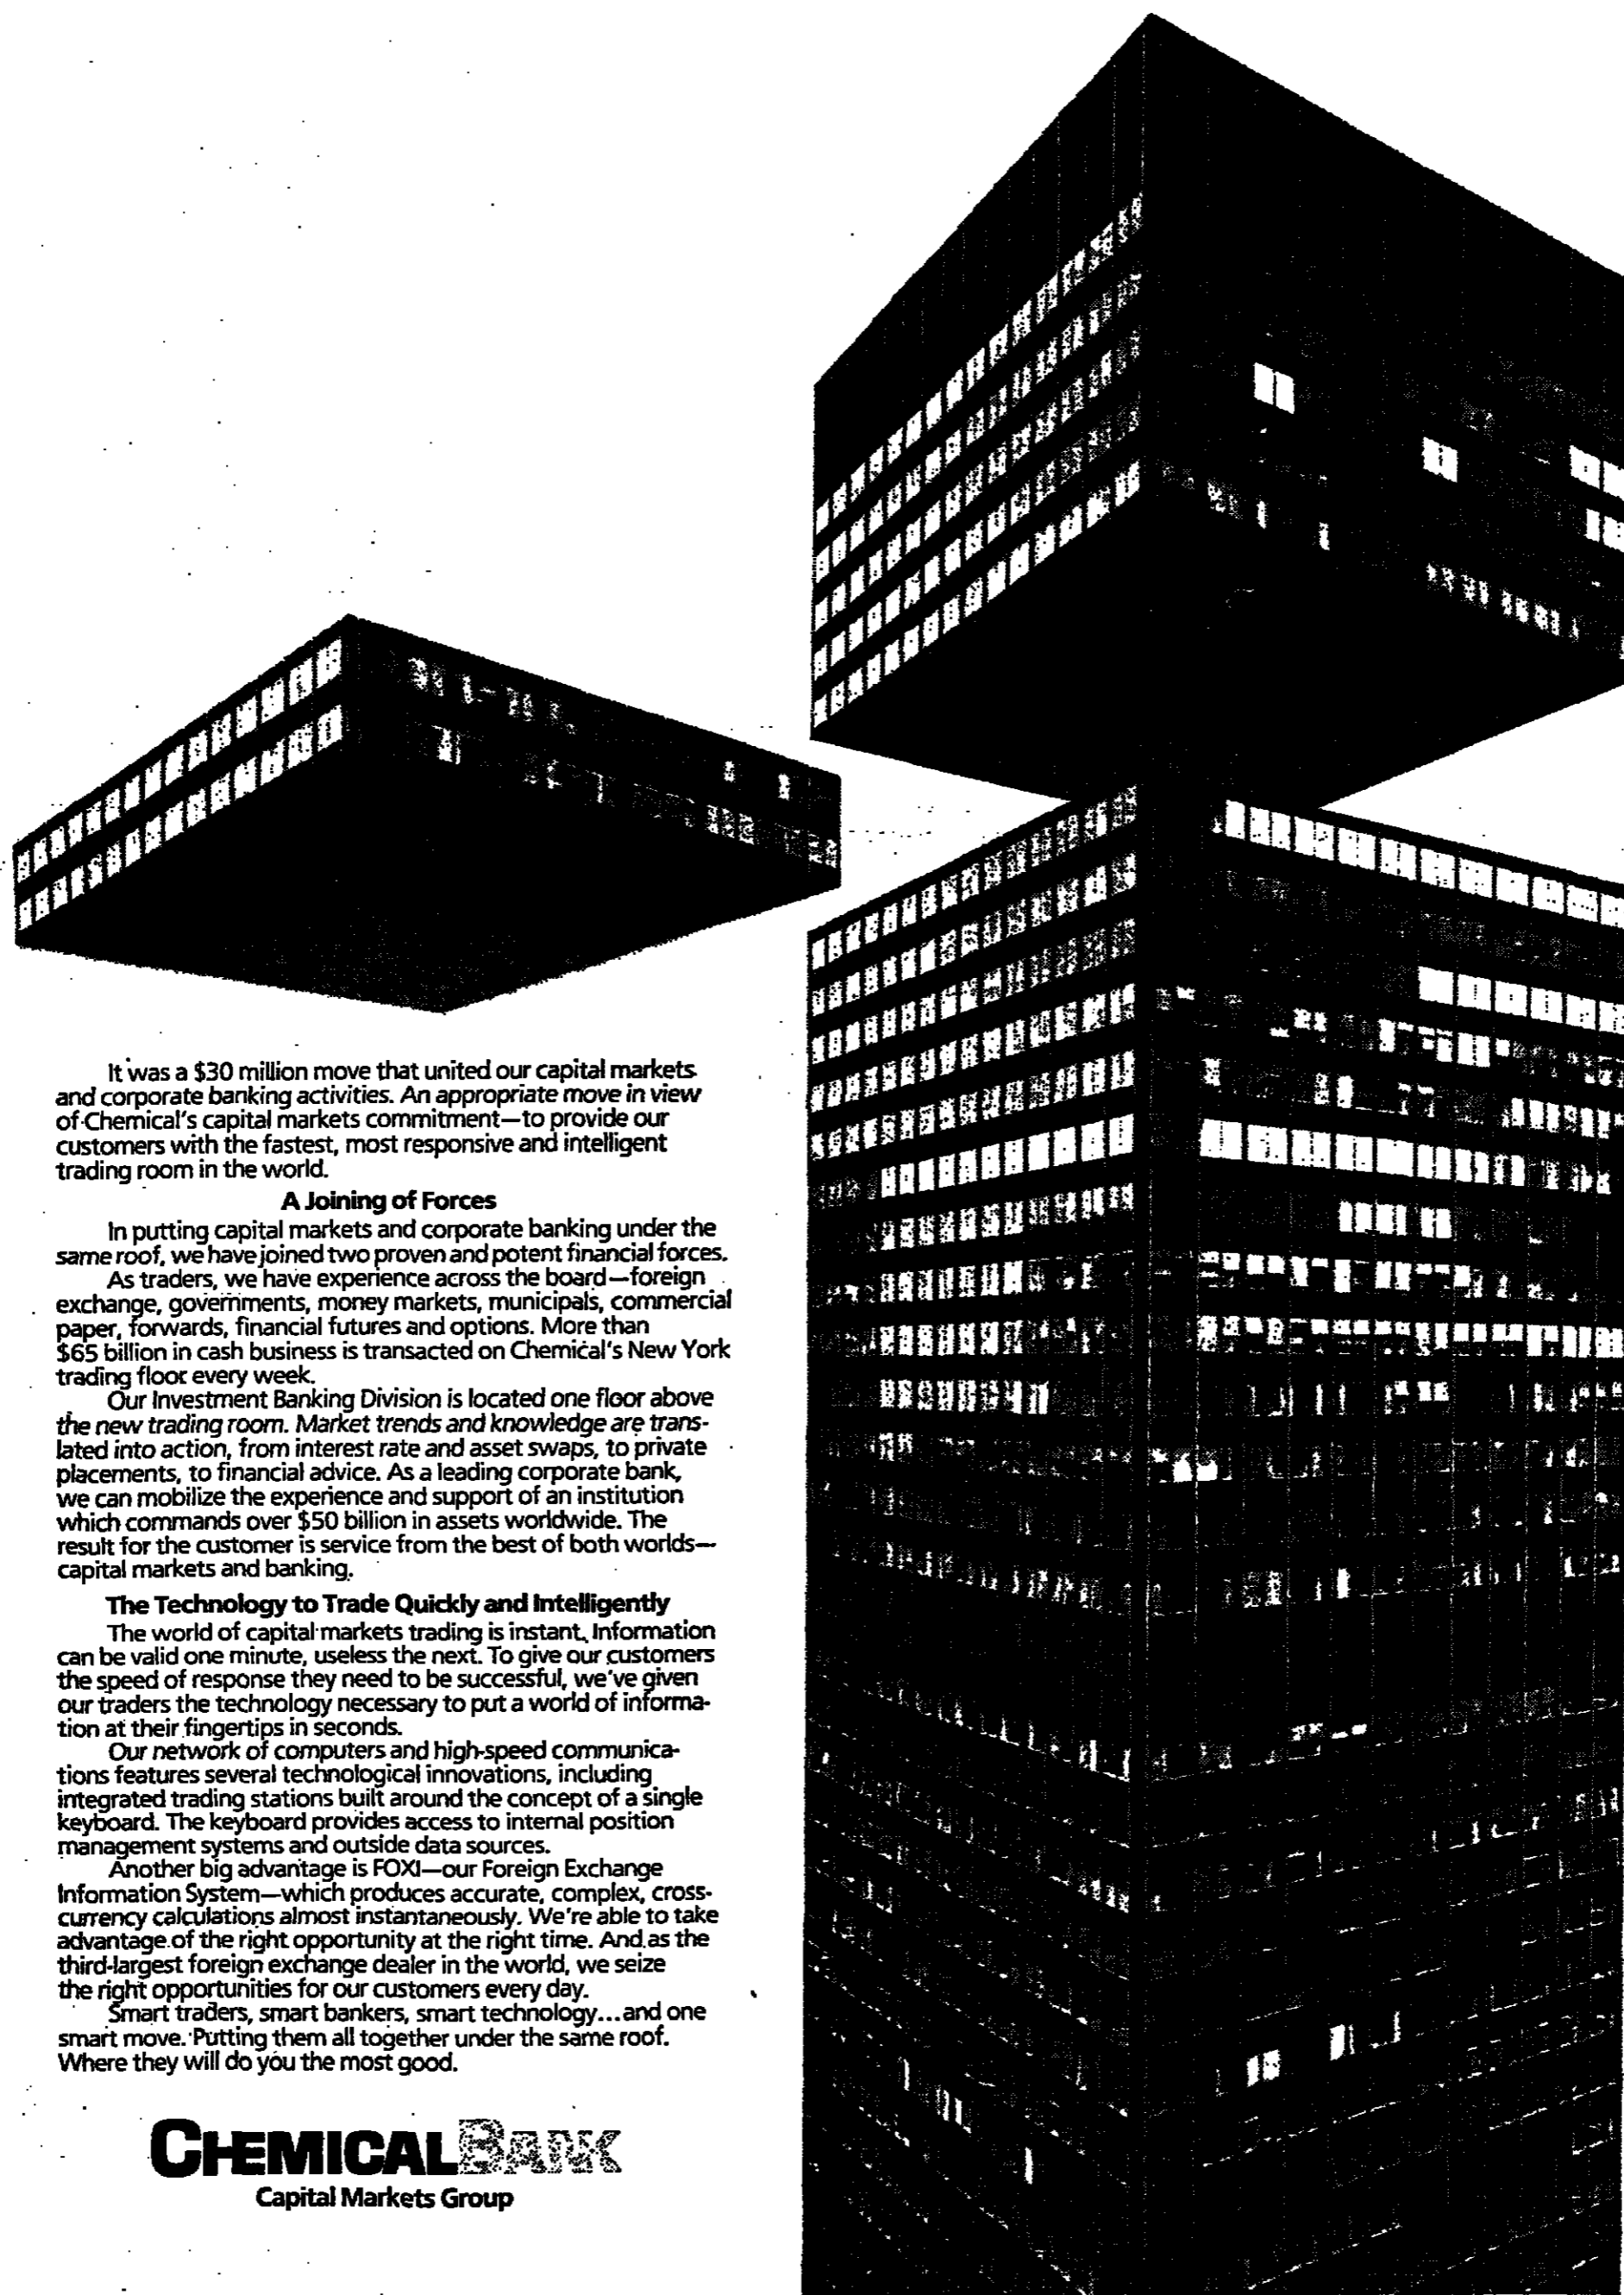 It was a $30 million move that united our capital markets
and corporate banking activities. An appropriate move in view
of Chemical's capital markets commitment—to provide our
customers with the fastest, most responsive and intelligent
trading room in the world.
A Joining of Forces
In putting capital markets and corporate banking under the
same roof, we have joined two proven and potent financial forces.
As traders, we have experience across the board—foreign
exchange, governments, money markets, municipals, commercial
paper, forwards, financial futures and options. More than
$65 billion in cash business is transacted on Chemical's New York
trading floor every week.
Our Investment Banking Division is located one floor above
the new trading room. Market trends and knowledge are trans-
lated into action, from interest rate and asset swaps, to private
placements, to financial advice. As a leading corporate bank,
we can mobilize the experience and support of an institution
which commands over $50 billion in assets worldwide. The
result for the customer is service from the best of both worlds—
capital markets and banking.
The Technology to Trade Quickly and Intelligently
The world of capital markets trading is instant. Information
can be valid one minute, useless the next. To give our customers
the speed of response they need to be successful, we've given
our traders the technology necessary to put a world of informa-
tion at their fingertips in seconds.
Our network of computers and high-speed communica-
tions features several technological innovations, including
integrated trading stations built around the concept of a single
keyboard. The keyboard provides access to internal position
management systems and outside data sources.
Another big advantage is FOXI—our Foreign Exchange
Information System—which produces accurate, complex, cross-
currency calculations almost instantaneously. We're able to take
advantage of the right opportunity at the right time. And as the
third-largest foreign exchange dealer in the world, we seize
the right opportunities for our customers every day.
Smart traders, smart bankers, smart technology...and one
smart move. Putting them all together under the same roof.
Where they will do you the most good.
CHEMICALBANK
Capital Markets Group